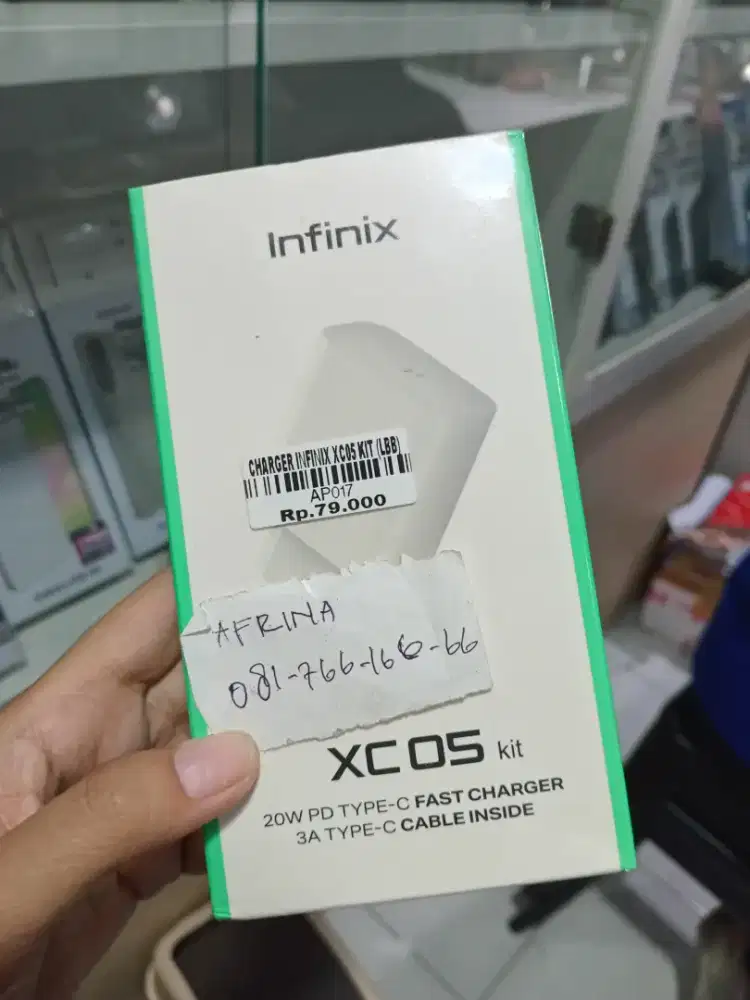 Infinix
CHARGER INFINIX XC05 KIT (LBB)
AP017
Rp.79.000
AFRINA
081-766-166-66
XC05 kit
20W PD TYPE-C FAST CHARGER
3A TYPE-C CABLE INSIDE